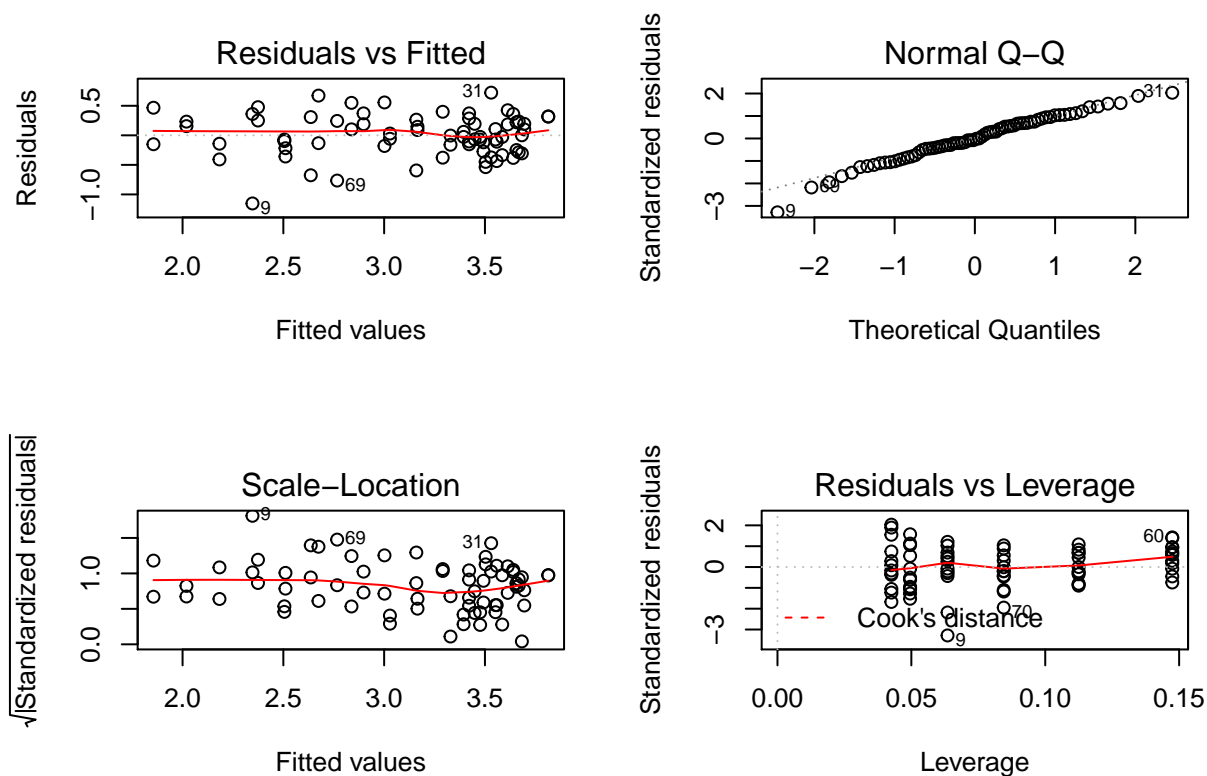 Residuals vs Fitted
Residuals
0.5
−1.0
31
69
9
2.0 2.5 3.0 3.5
Fitted values
Normal Q−Q
Standardized residuals
2
0
−3
31
9
−2 −1 0 1 2
Theoretical Quantiles
Scale−Location
√|Standardized residuals|
1.0
0.0
9
69
31
2.0 2.5 3.0 3.5
Fitted values
Residuals vs Leverage
Standardized residuals
2
0
−3
60
70
9
Cook's distance
0.00 0.05 0.10 0.15
Leverage